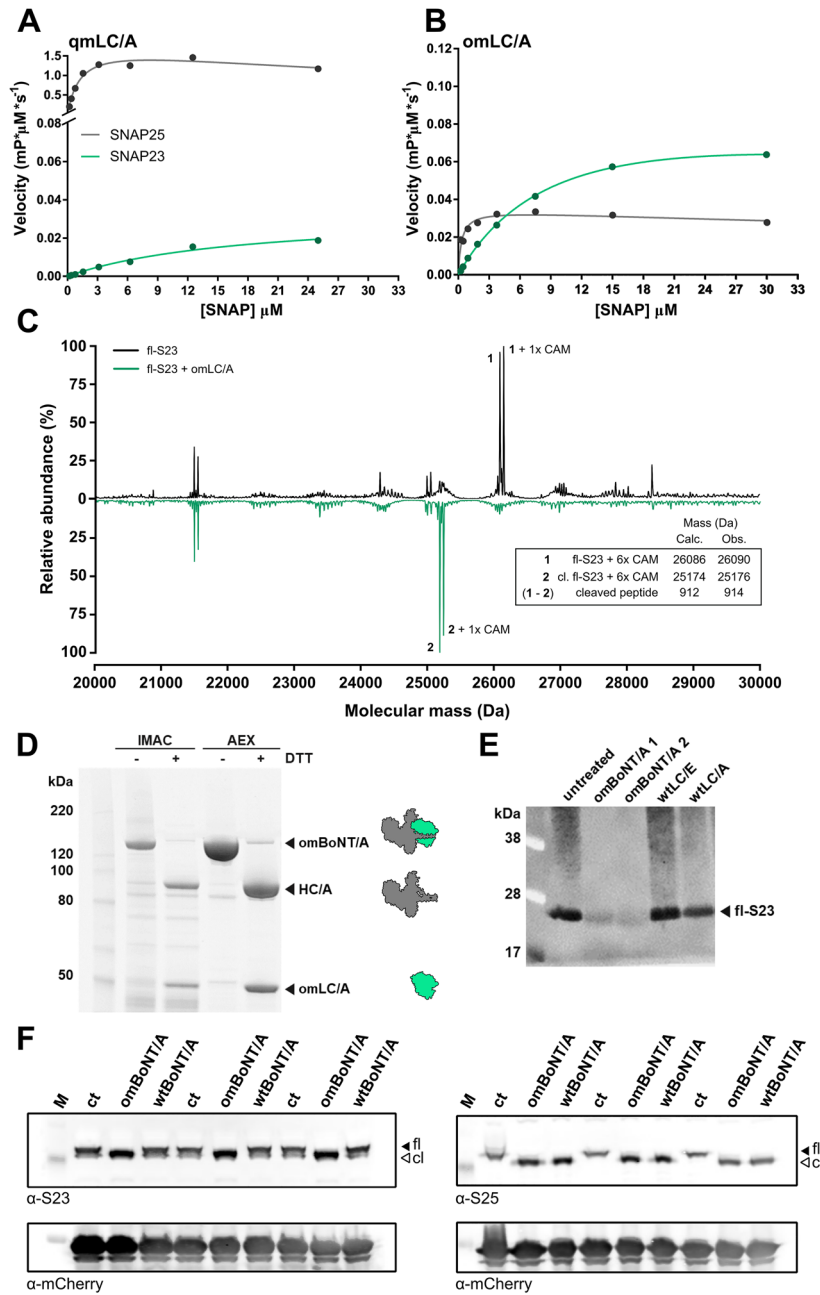 A
qmLC/A
Velocity (mP*μM*s⁻¹)
1.5
1.0
0.5
0.08
0.06
0.04
0.02
0.00
SNAP25
SNAP23
0 3 6 9 12 15 18 21 24 27 30 33
[SNAP] μM
B
omLC/A
Velocity (mP*μM*s⁻¹)
0.12
0.10
0.08
0.06
0.04
0.02
0.00
0 3 6 9 12 15 18 21 24 27 30 33
[SNAP] μM
C
fl-S23
fl-S23 + omLC/A
Relative abundance (%)
100
75
50
25
0
25
50
75
100
1
1 + 1x CAM
2
2 + 1x CAM
Mass (Da)
Calc. Obs.
1 fl-S23 + 6x CAM 26086 26090
2 cl. fl-S23 + 6x CAM 25174 25176
(1 - 2) cleaved peptide 912 914
20000 21000 22000 23000 24000 25000 26000 27000 28000 29000 30000
Molecular mass (Da)
D
IMAC AEX
- + - + DTT
kDa
220
120
100
80
50
omBoNT/A
HC/A
omLC/A
E
untreated
omBoNT/A 1
omBoNT/A 2
wtLC/E
wtLC/A
kDa
38
28
17
fl-S23
F
M ct omBoNT/A wtBoNT/A ct omBoNT/A wtBoNT/A ct omBoNT/A wtBoNT/A
fl
cl
α-S23
α-mCherry
M ct omBoNT/A wtBoNT/A ct omBoNT/A wtBoNT/A ct omBoNT/A wtBoNT/A
fl
c
α-S25
α-mCherry